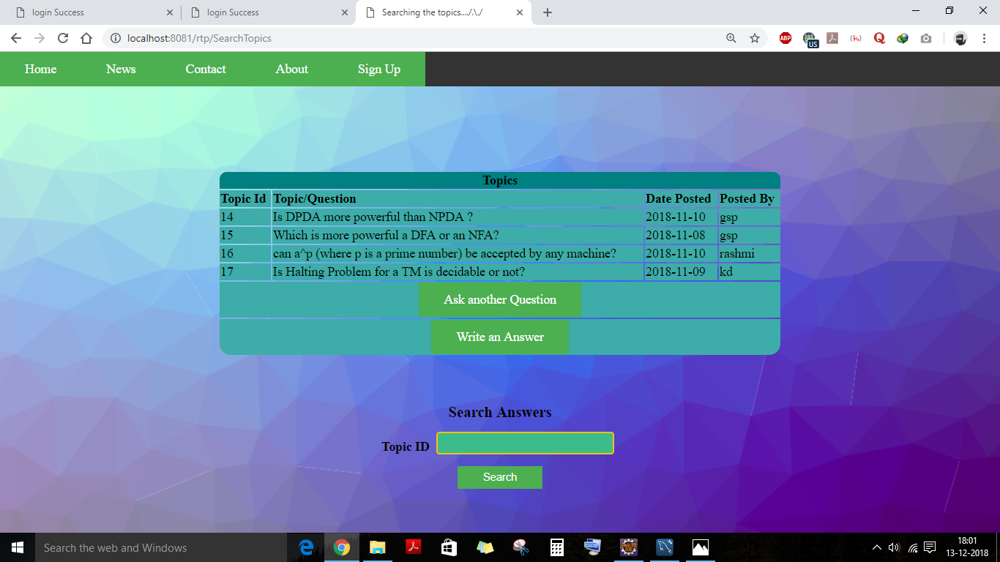 login Success
login Success
Searching the topics..../.\./
localhost:8081/rtp/SearchTopics
ABP
US
Home News Contact About Sign Up
Topics
Topic Id Topic/Question Date Posted Posted By
14 Is DPDA more powerful than NPDA ? 2018-11-10 gsp
15 Which is more powerful a DFA or an NFA? 2018-11-08 gsp
16 can a^p (where p is a prime number) be accepted by any machine? 2018-11-10 rashmi
17 Is Halting Problem for a TM is decidable or not? 2018-11-09 kd
Ask another Question
Write an Answer
Search Answers
Topic ID
Search
Search the web and Windows
18:01
13-12-2018